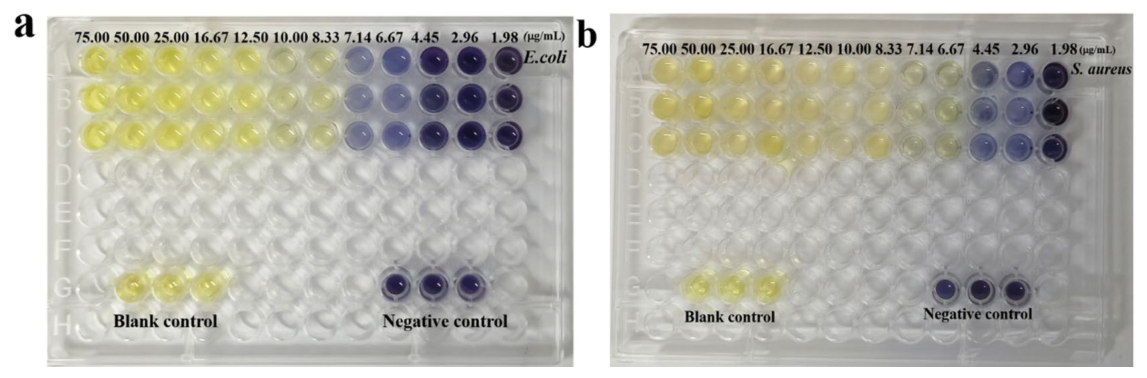 a
75.00 50.00 25.00 16.67 12.50 10.00 8.33 7.14 6.67 4.45 2.96 1.98 (μg/mL)
E.coli
A
B
C
D
E
F
G
H
Blank control
Negative control
b
75.00 50.00 25.00 16.67 12.50 10.00 8.33 7.14 6.67 4.45 2.96 1.98 (μg/mL)
S. aureus
A
B
C
D
E
F
G
H
Blank control
Negative control